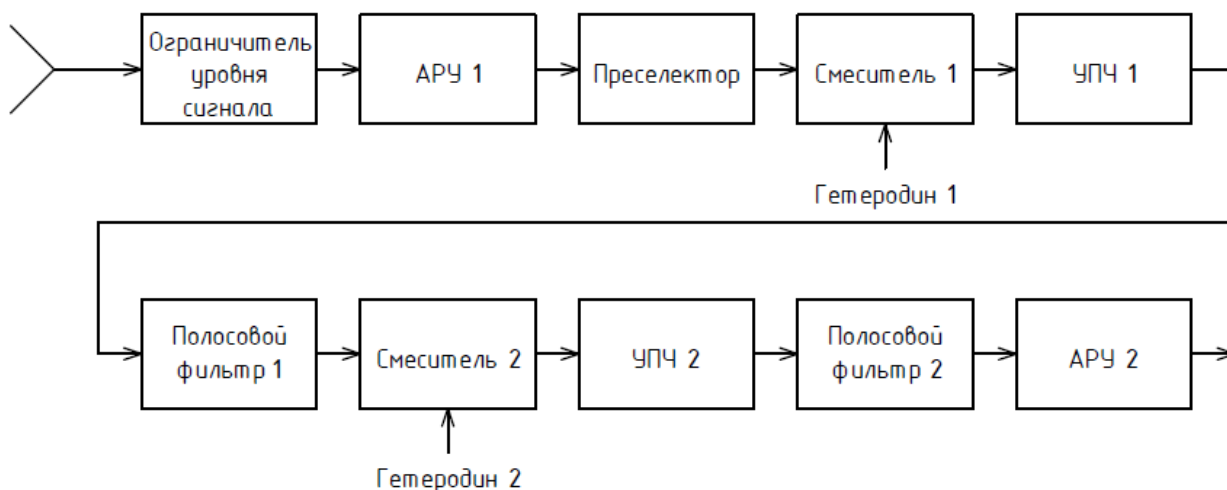 Ограничитель
уровня
сигнала
АРУ 1
Преселектор
Смеситель 1
УПЧ 1
Гетеродин 1
Полосовой
фильтр 1
Смеситель 2
УПЧ 2
Полосовой
фильтр 2
АРУ 2
Гетеродин 2